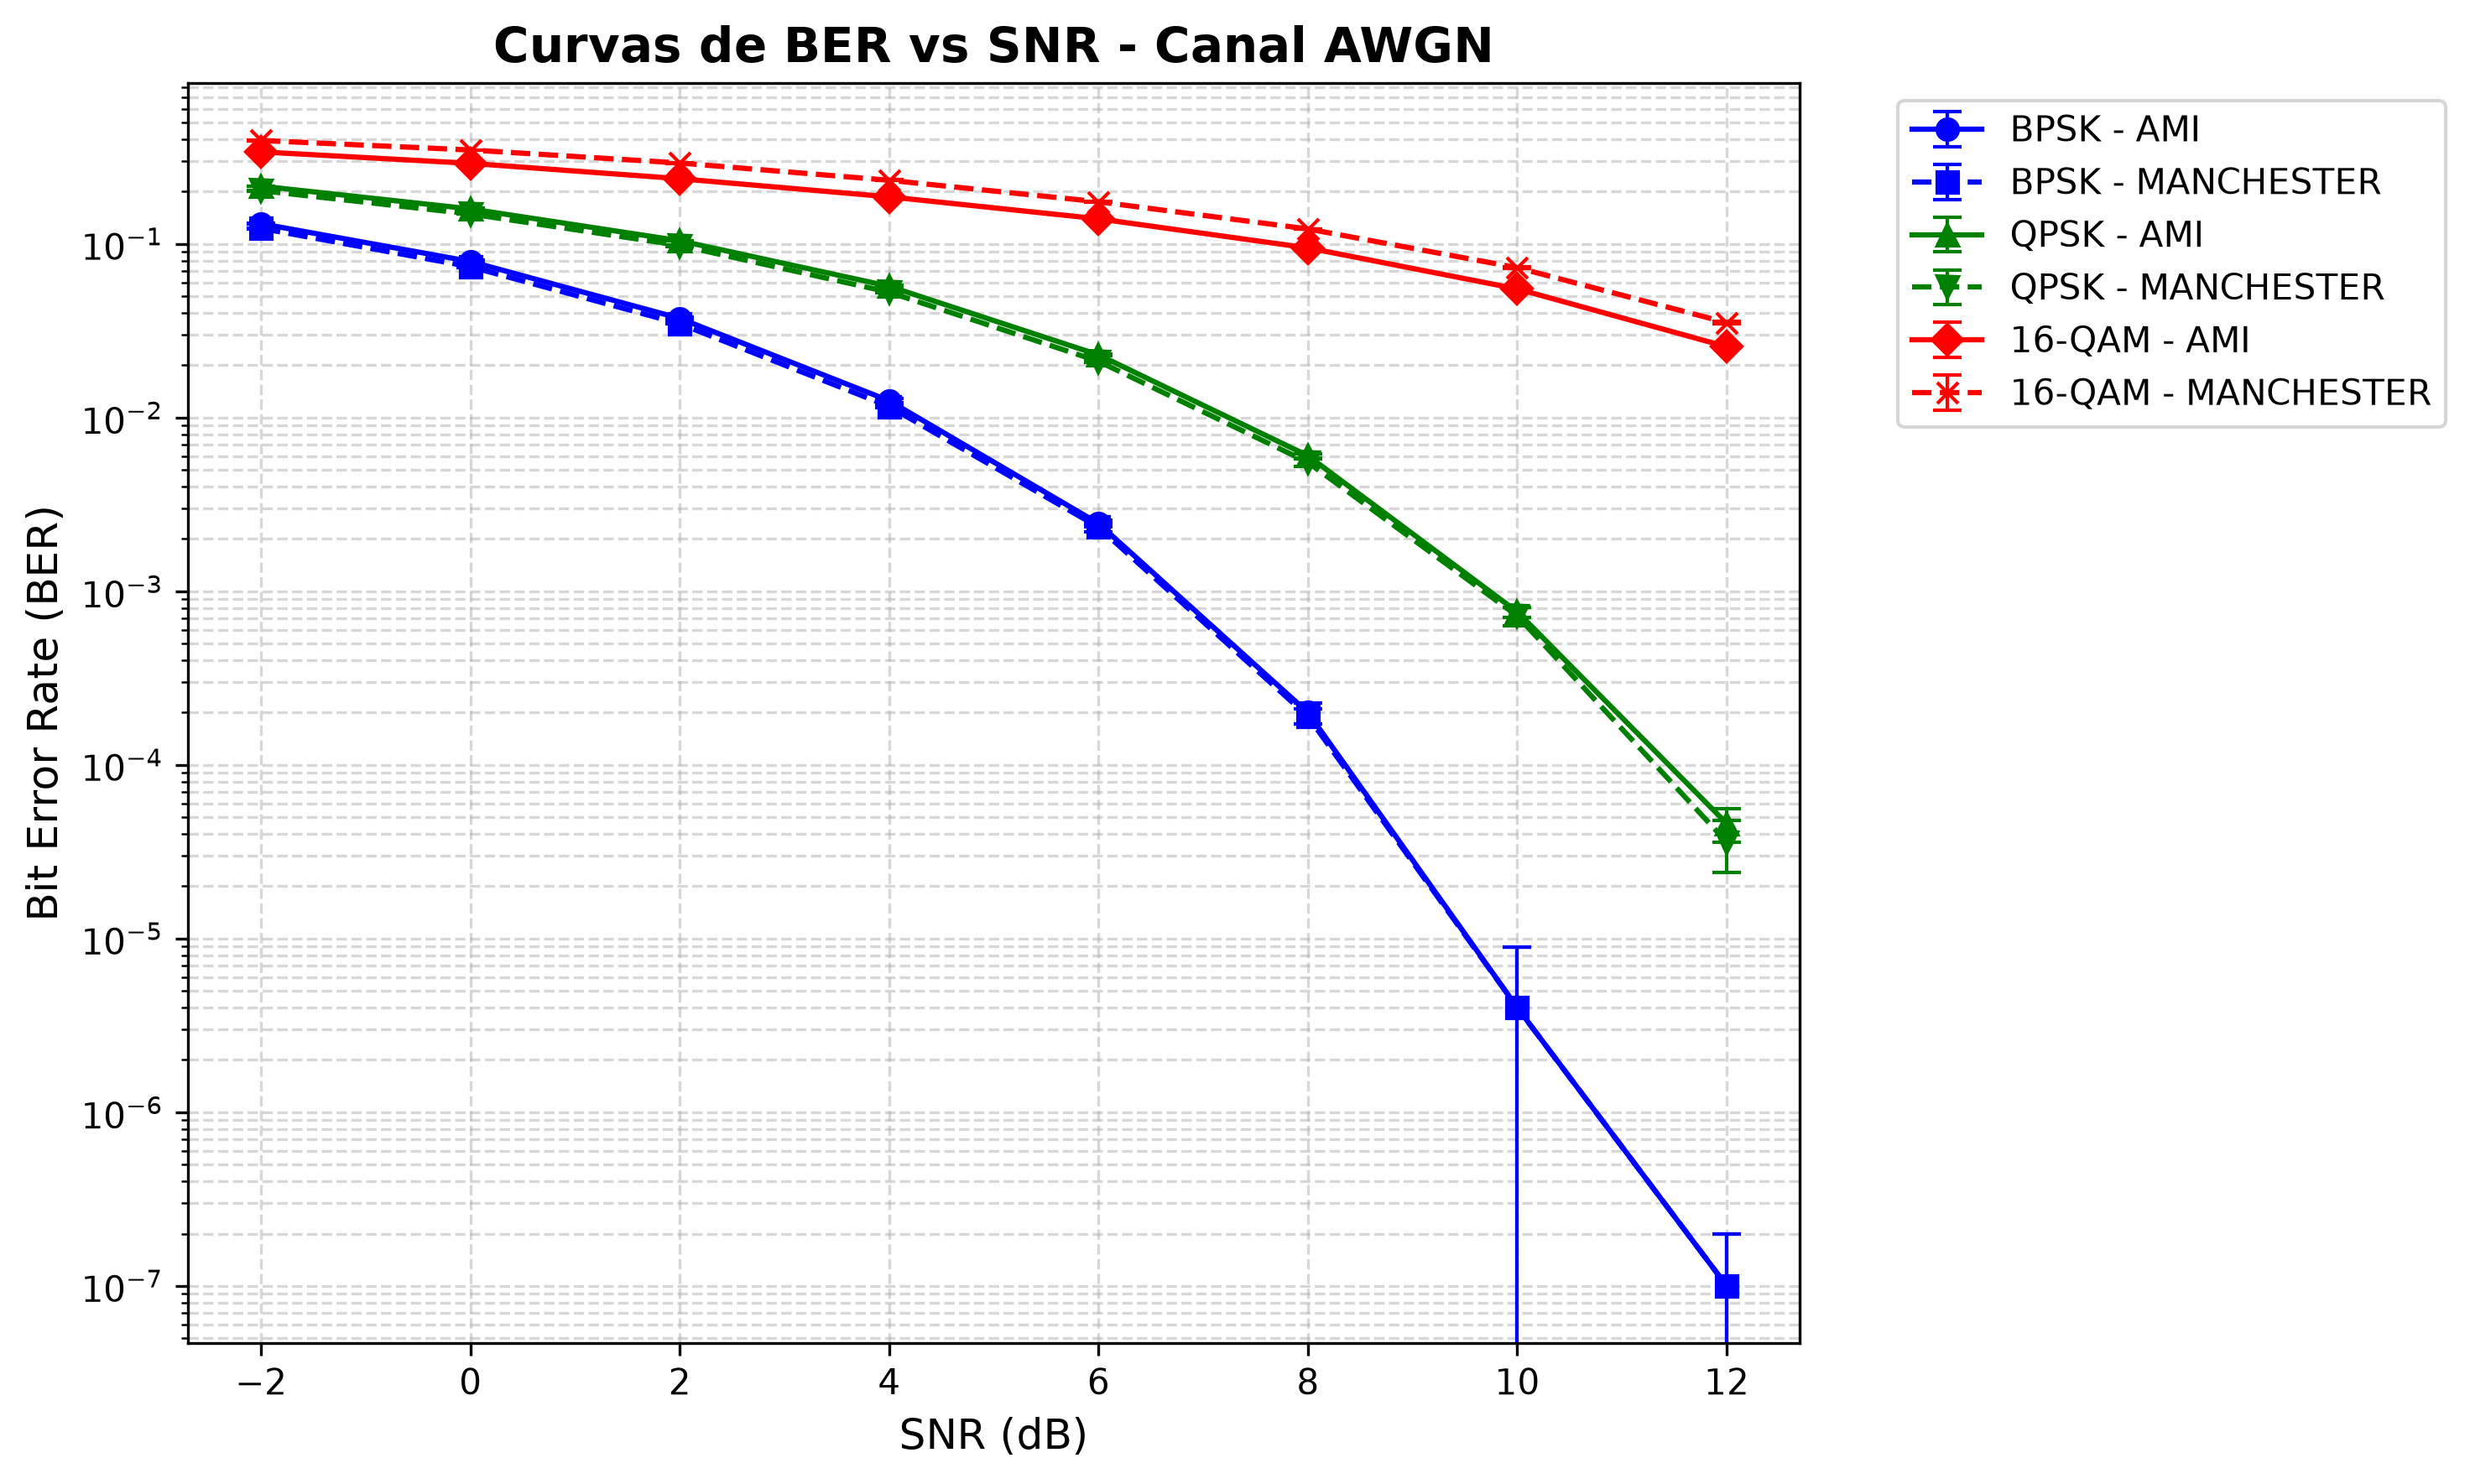 Curvas de BER vs SNR - Canal AWGN
BPSK - AMI
BPSK - MANCHESTER
QPSK - AMI
QPSK - MANCHESTER
16-QAM - AMI
16-QAM - MANCHESTER
Bit Error Rate (BER)
10⁻¹
10⁻²
10⁻³
10⁻⁴
10⁻⁵
10⁻⁶
10⁻⁷
−2 0 2 4 6 8 10 12
SNR (dB)